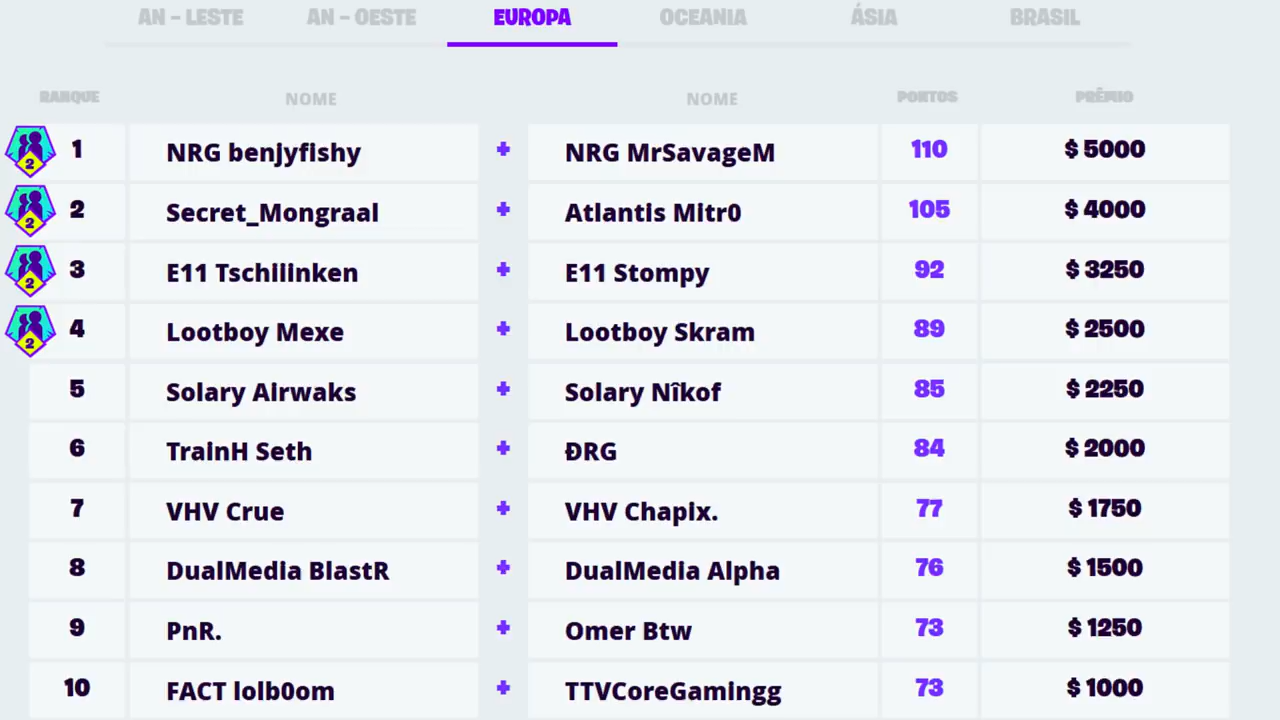 AN – LESTE AN – OESTE EUROPA OCEANIA ÁSIA BRASIL
RANQUE NOME NOME PONTOS PRÊMIO
2 1 NRG benjyfishy + NRG MrSavageM 110 $ 5000
2 2 Secret_Mongraal + Atlantis Mitr0 105 $ 4000
2 3 E11 Tschiiinken + E11 Stompy 92 $ 3250
2 4 Lootboy Mexe + Lootboy Skram 89 $ 2500
5 Solary Airwaks + Solary Nîkof 85 $ 2250
6 TrainH Seth + ĐRG 84 $ 2000
7 VHV Crue + VHV Chapix. 77 $ 1750
8 DualMedia BlastR + DualMedia Alpha 76 $ 1500
9 PnR. + Omer Btw 73 $ 1250
10 FACT lolb0om + TTVCoreGamingg 73 $ 1000